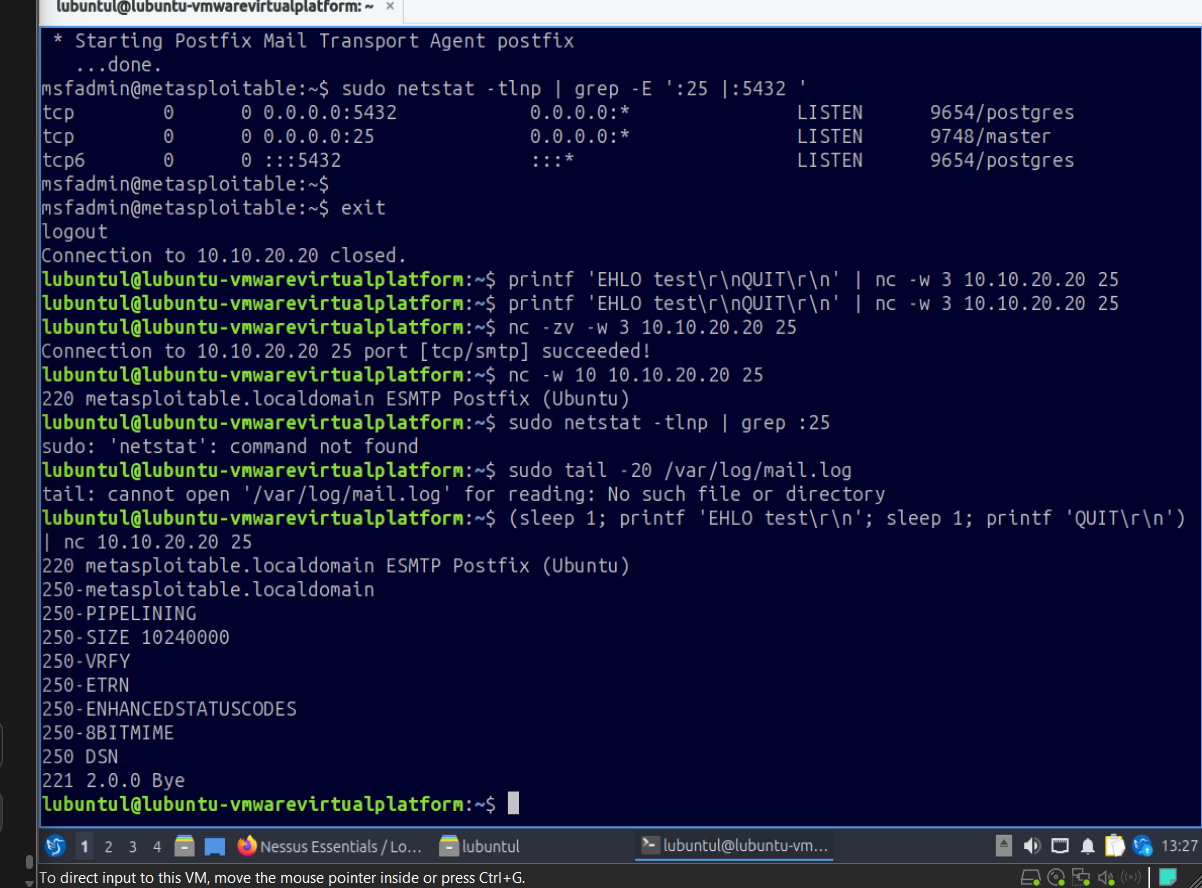 lubuntul@lubuntu-vmwarevirtualplatform: ~ ×
* Starting Postfix Mail Transport Agent postfix
...done.
msfadmin@metasploitable:~$ sudo netstat -tlnp | grep -E ':25 |:5432 '
tcp 0 0 0.0.0.0:5432 0.0.0.0:* LISTEN 9654/postgres
tcp 0 0 0.0.0.0:25 0.0.0.0:* LISTEN 9748/master
tcp6 0 0 :::5432 :::* LISTEN 9654/postgres
msfadmin@metasploitable:~$
msfadmin@metasploitable:~$ exit
logout
Connection to 10.10.20.20 closed.
lubuntul@lubuntu-vmwarevirtualplatform:~$ printf 'EHLO test\r\nQUIT\r\n' | nc -w 3 10.10.20.20 25
lubuntul@lubuntu-vmwarevirtualplatform:~$ printf 'EHLO test\r\nQUIT\r\n' | nc -w 3 10.10.20.20 25
lubuntul@lubuntu-vmwarevirtualplatform:~$ nc -zv -w 3 10.10.20.20 25
Connection to 10.10.20.20 25 port [tcp/smtp] succeeded!
lubuntul@lubuntu-vmwarevirtualplatform:~$ nc -w 10 10.10.20.20 25
220 metasploitable.localdomain ESMTP Postfix (Ubuntu)
lubuntul@lubuntu-vmwarevirtualplatform:~$ sudo netstat -tlnp | grep :25
sudo: 'netstat': command not found
lubuntul@lubuntu-vmwarevirtualplatform:~$ sudo tail -20 /var/log/mail.log
tail: cannot open '/var/log/mail.log' for reading: No such file or directory
lubuntul@lubuntu-vmwarevirtualplatform:~$ (sleep 1; printf 'EHLO test\r\n'; sleep 1; printf 'QUIT\r\n')
| nc 10.10.20.20 25
220 metasploitable.localdomain ESMTP Postfix (Ubuntu)
250-metasploitable.localdomain
250-PIPELINING
250-SIZE 10240000
250-VRFY
250-ETRN
250-ENHANCEDSTATUSCODES
250-8BITMIME
250 DSN
221 2.0.0 Bye
lubuntul@lubuntu-vmwarevirtualplatform:~$
1 2 3 4 Nessus Essentials / Lo... lubuntul lubuntul@lubuntu-vm... 13:27
To direct input to this VM, move the mouse pointer inside or press Ctrl+G.